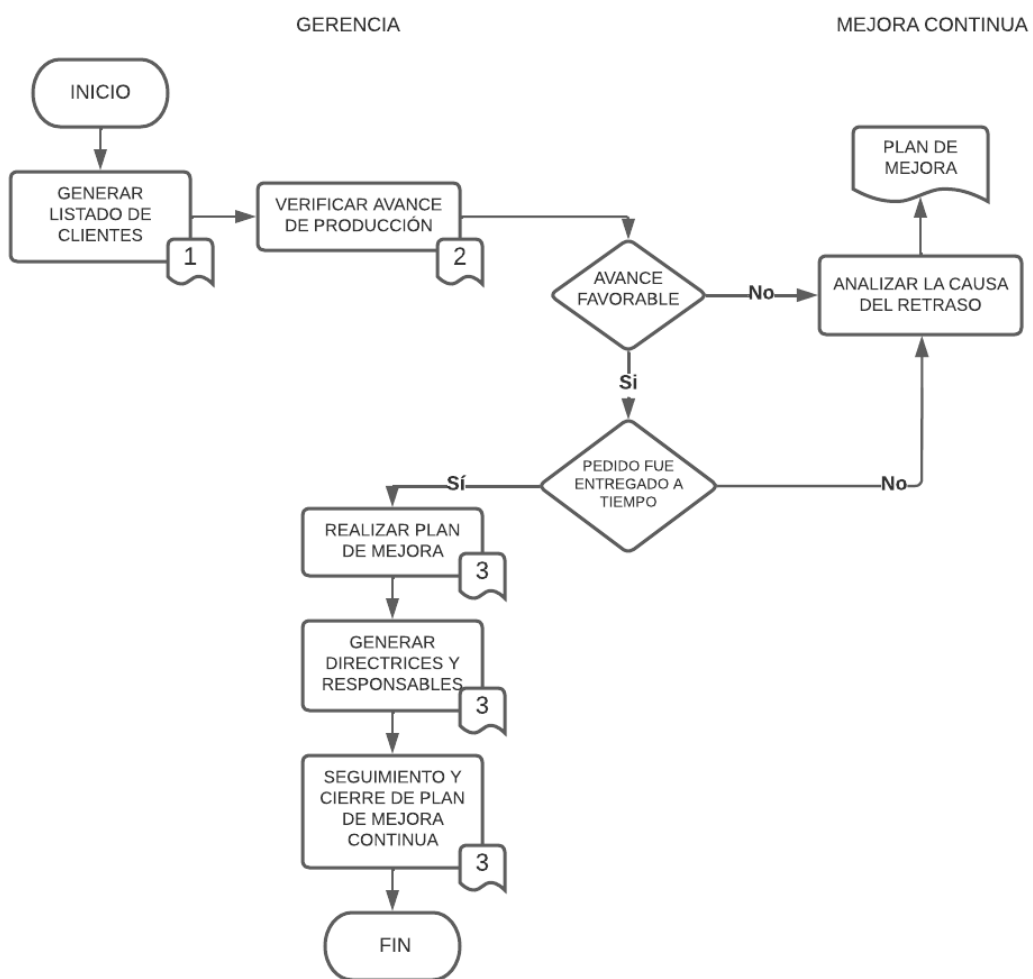 GERENCIA
MEJORA CONTINUA
INICIO
GENERAR
LISTADO DE
CLIENTES
1
VERIFICAR AVANCE
DE PRODUCCIÓN
2
AVANCE
FAVORABLE
No
PLAN DE
MEJORA
ANALIZAR LA CAUSA
DEL RETRASO
Si
PEDIDO FUE
ENTREGADO A
TIEMPO
No
Sí
REALIZAR PLAN
DE MEJORA
3
GENERAR
DIRECTRICES Y
RESPONSABLES
3
SEGUIMIENTO Y
CIERRE DE PLAN
DE MEJORA
CONTINUA
3
FIN